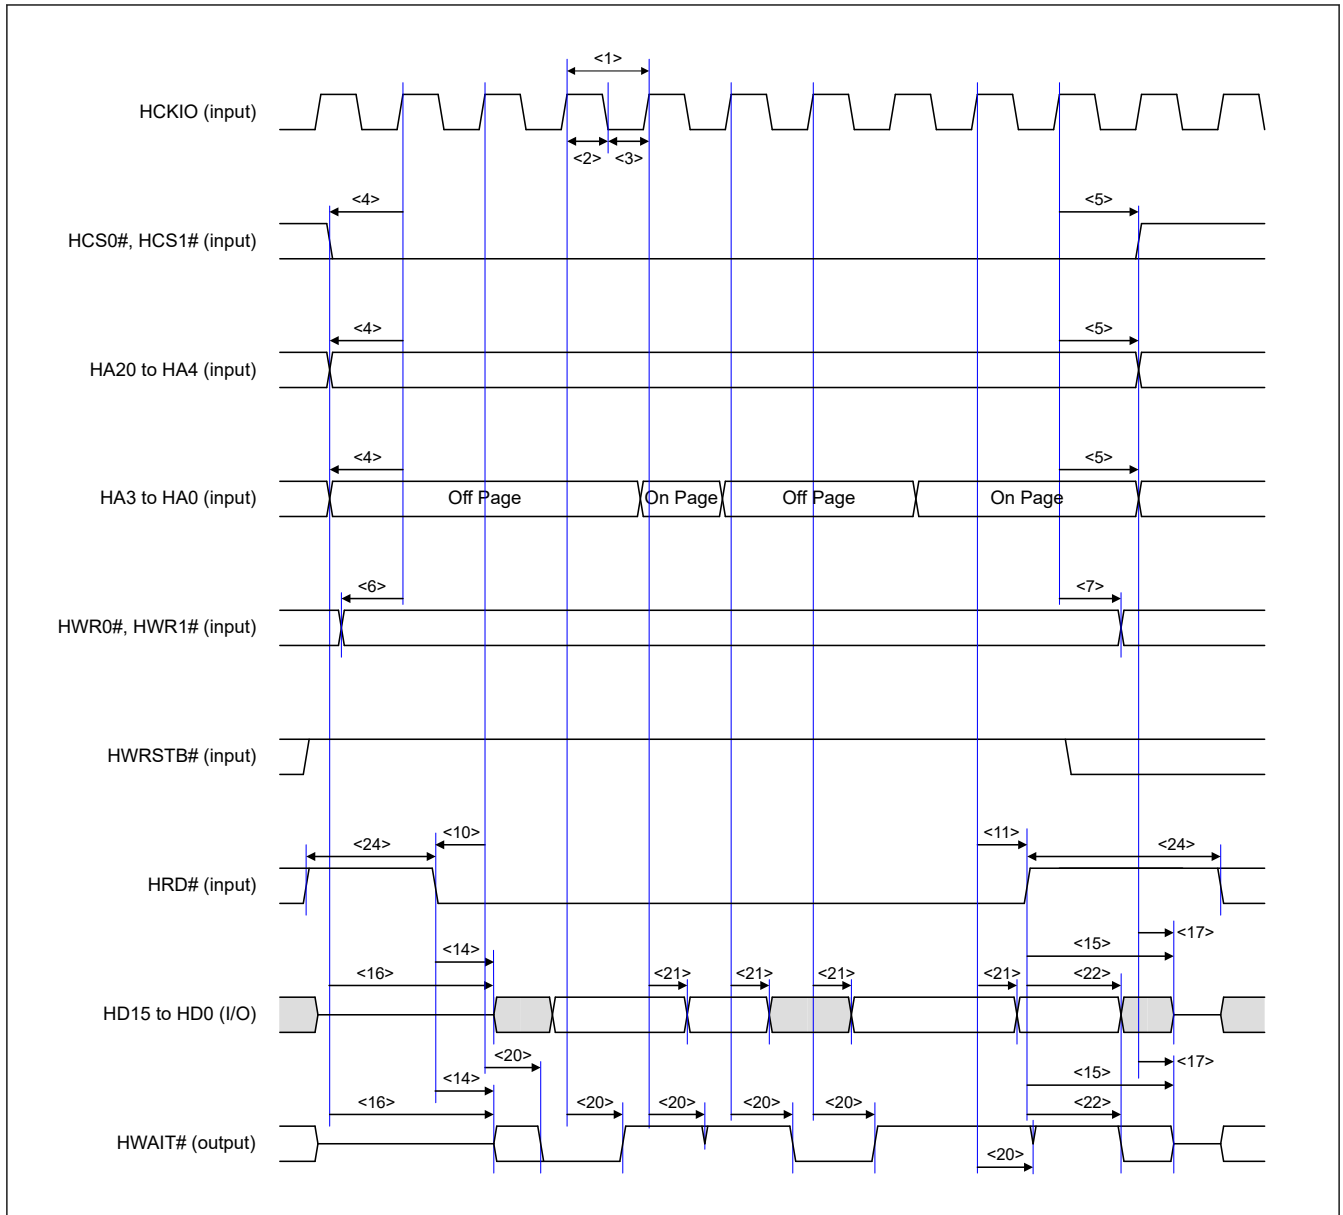 <1>
HCKIO (input)
<2> <3>
<4> <5>
HCS0#, HCS1# (input)
<4> <5>
HA20 to HA4 (input)
<4> <5>
HA3 to HA0 (input) Off Page On Page Off Page On Page
<6> <7>
HWR0#, HWR1# (input)
HWRSTB# (input)
<10> <11>
<24> <24>
HRD# (input)
<17>
<14> <15>
<16> <21> <21> <21> <21> <22>
HD15 to HD0 (I/O)
<20> <17>
<14> <15>
<16> <20> <20> <20> <20> <22>
HWAIT# (output)
<20>